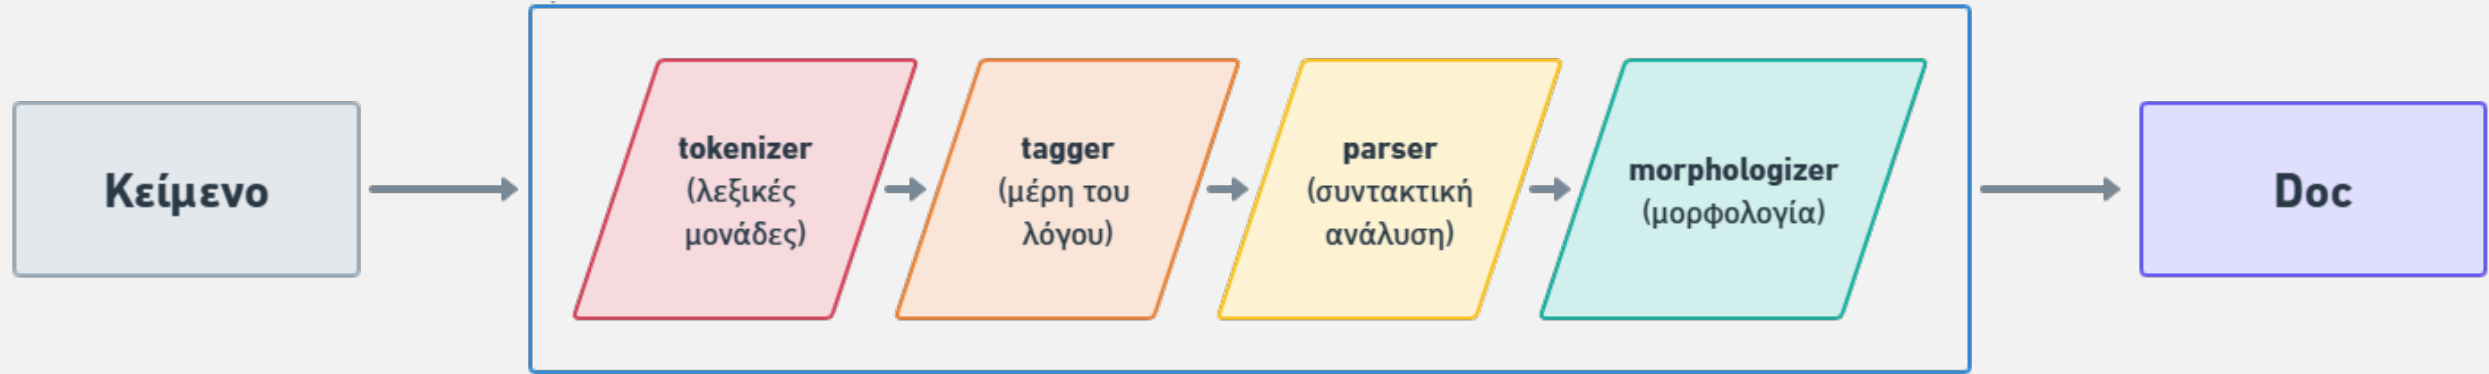 Κείμενο
tokenizer
(λεξικές
μονάδες)
tagger
(μέρη του
λόγου)
parser
(συντακτική
ανάλυση)
morphologizer
(μορφολογία)
Doc